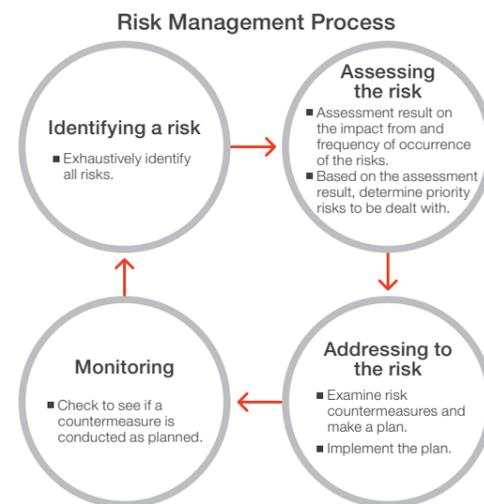 Risk Management Process
Identifying a risk
■ Exhaustively identify
all risks.
Assessing
the risk
■ Assessment result on
the impact from and
frequency of occurrence
of the risks.
■ Based on the assessment
result, determine priority
risks to be dealt with.
Addressing to
the risk
■ Examine risk
countermeasures and
make a plan.
■ Implement the plan.
Monitoring
■ Check to see if a
countermeasure is
conducted as planned.